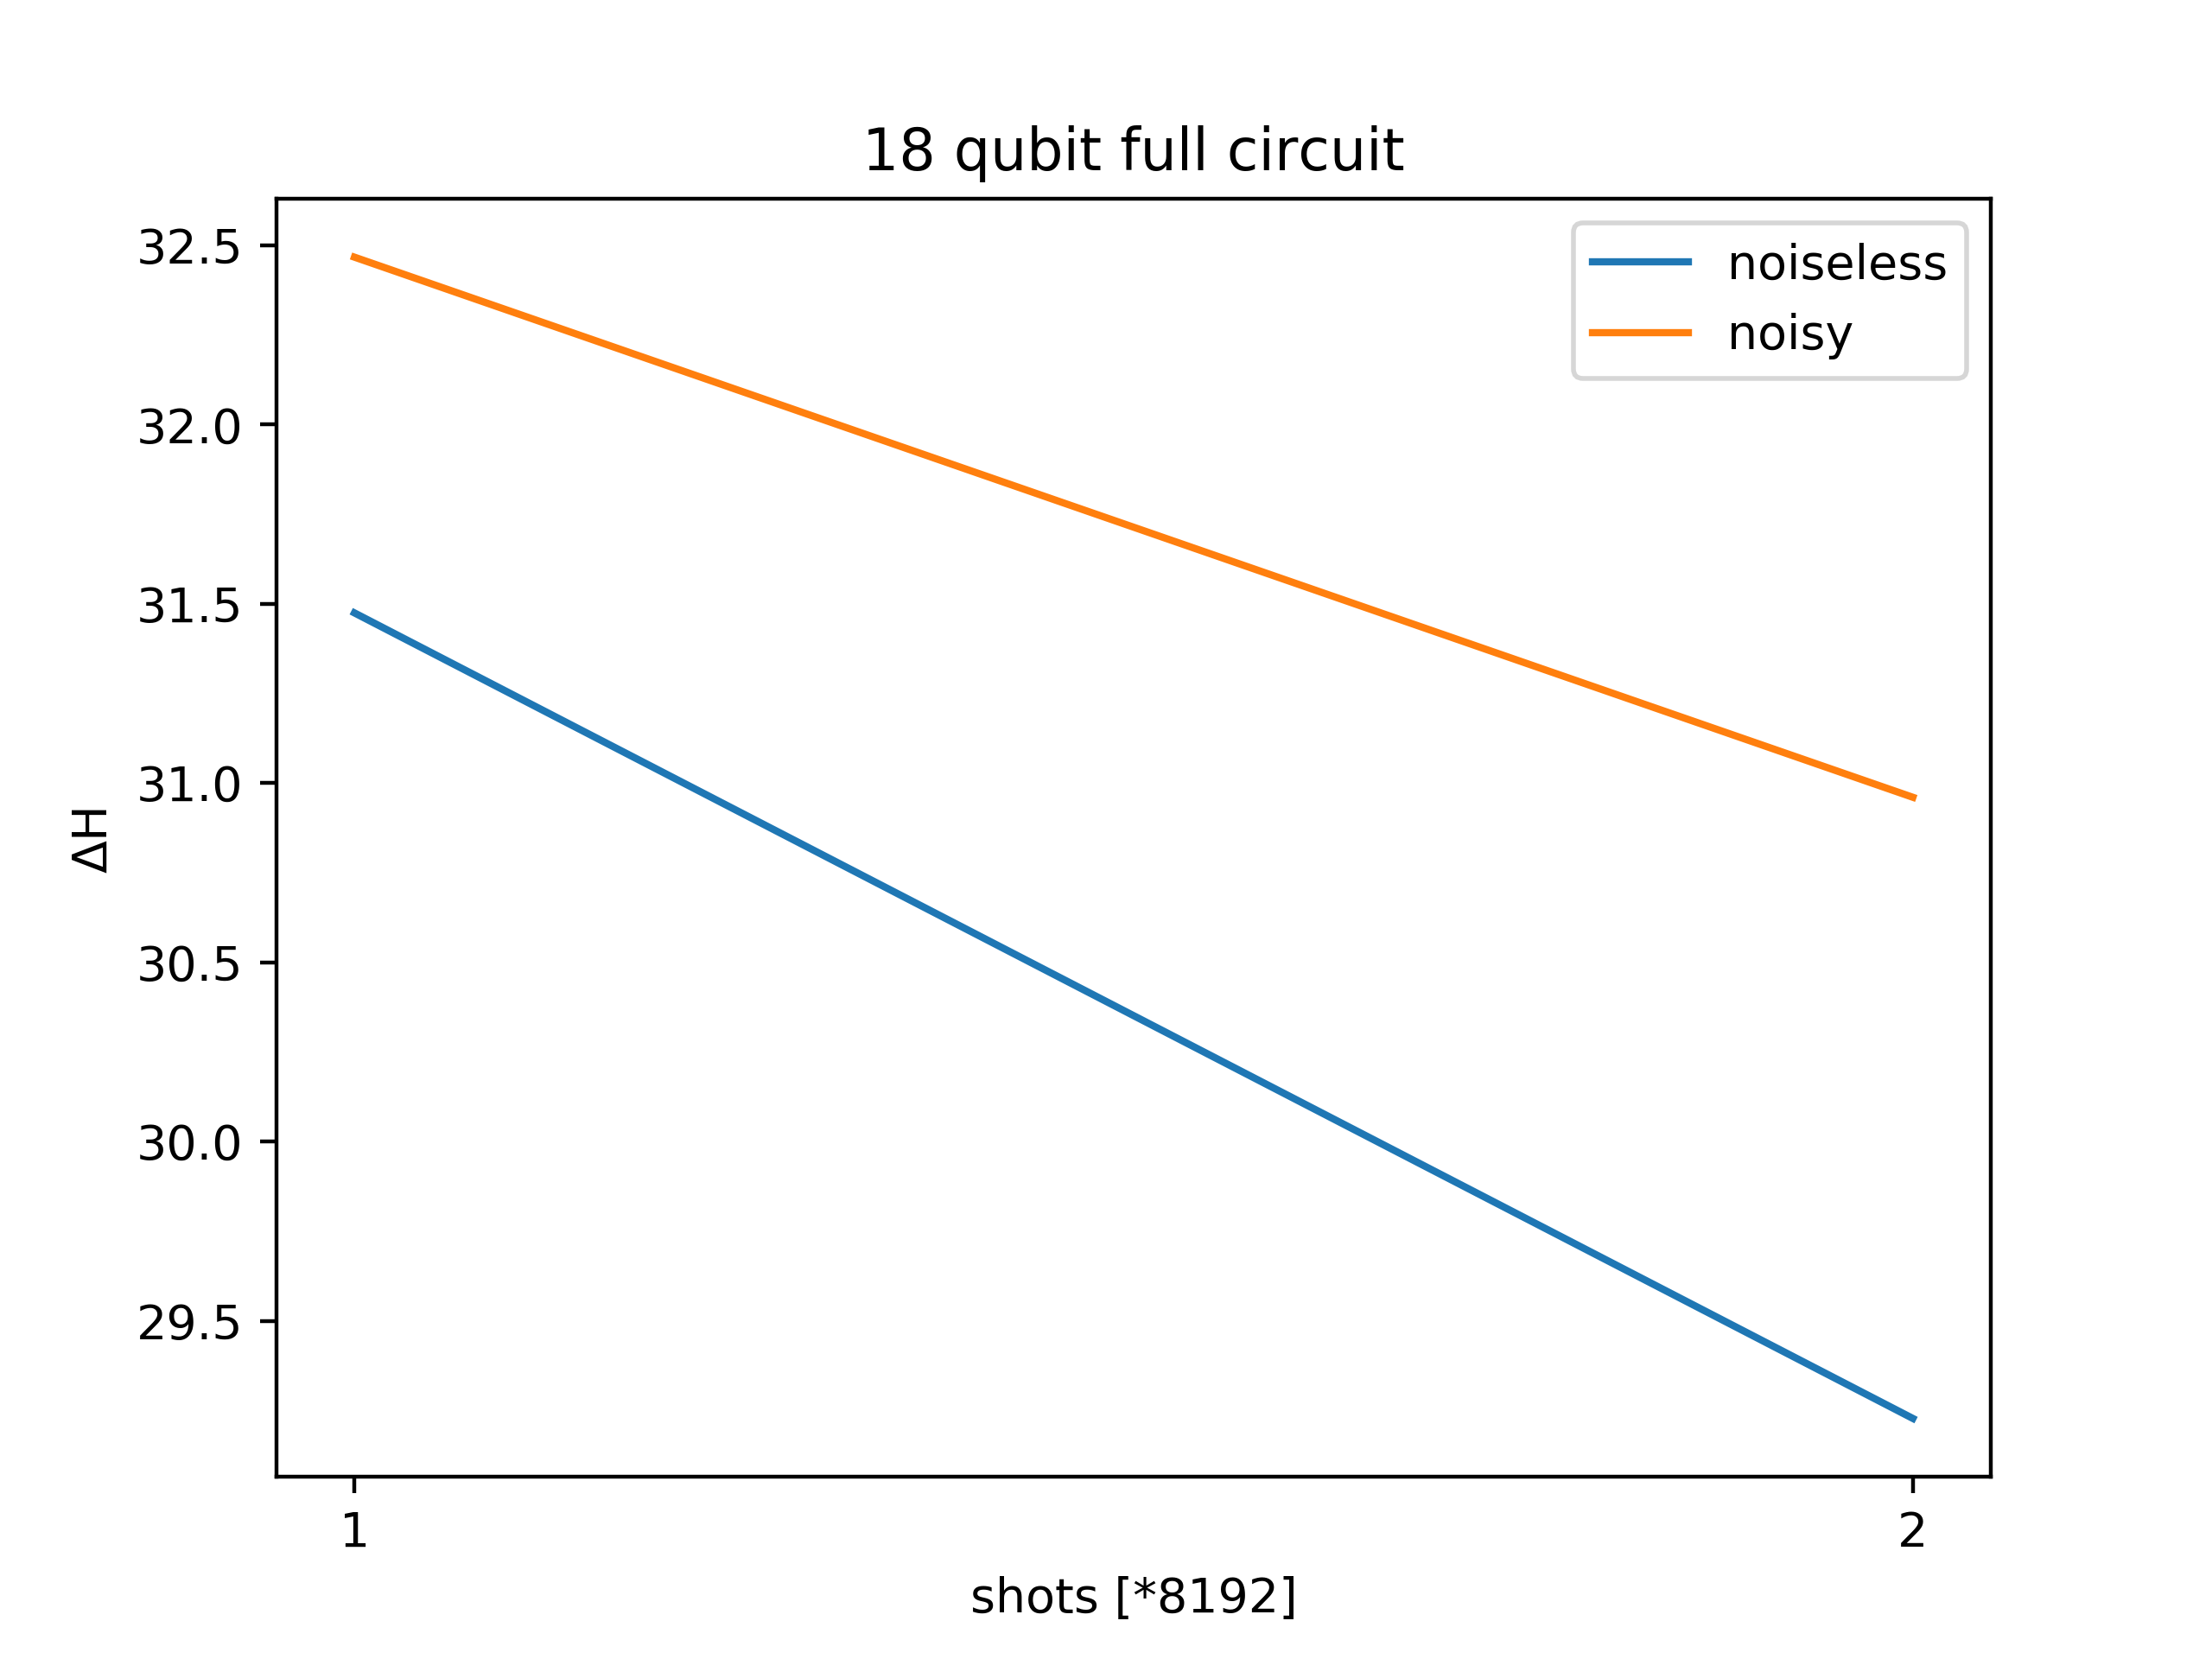 18 qubit full circuit
noiseless
noisy
32.5
32.0
31.5
31.0
30.5
30.0
29.5
ΔH
1
2
shots [*8192]